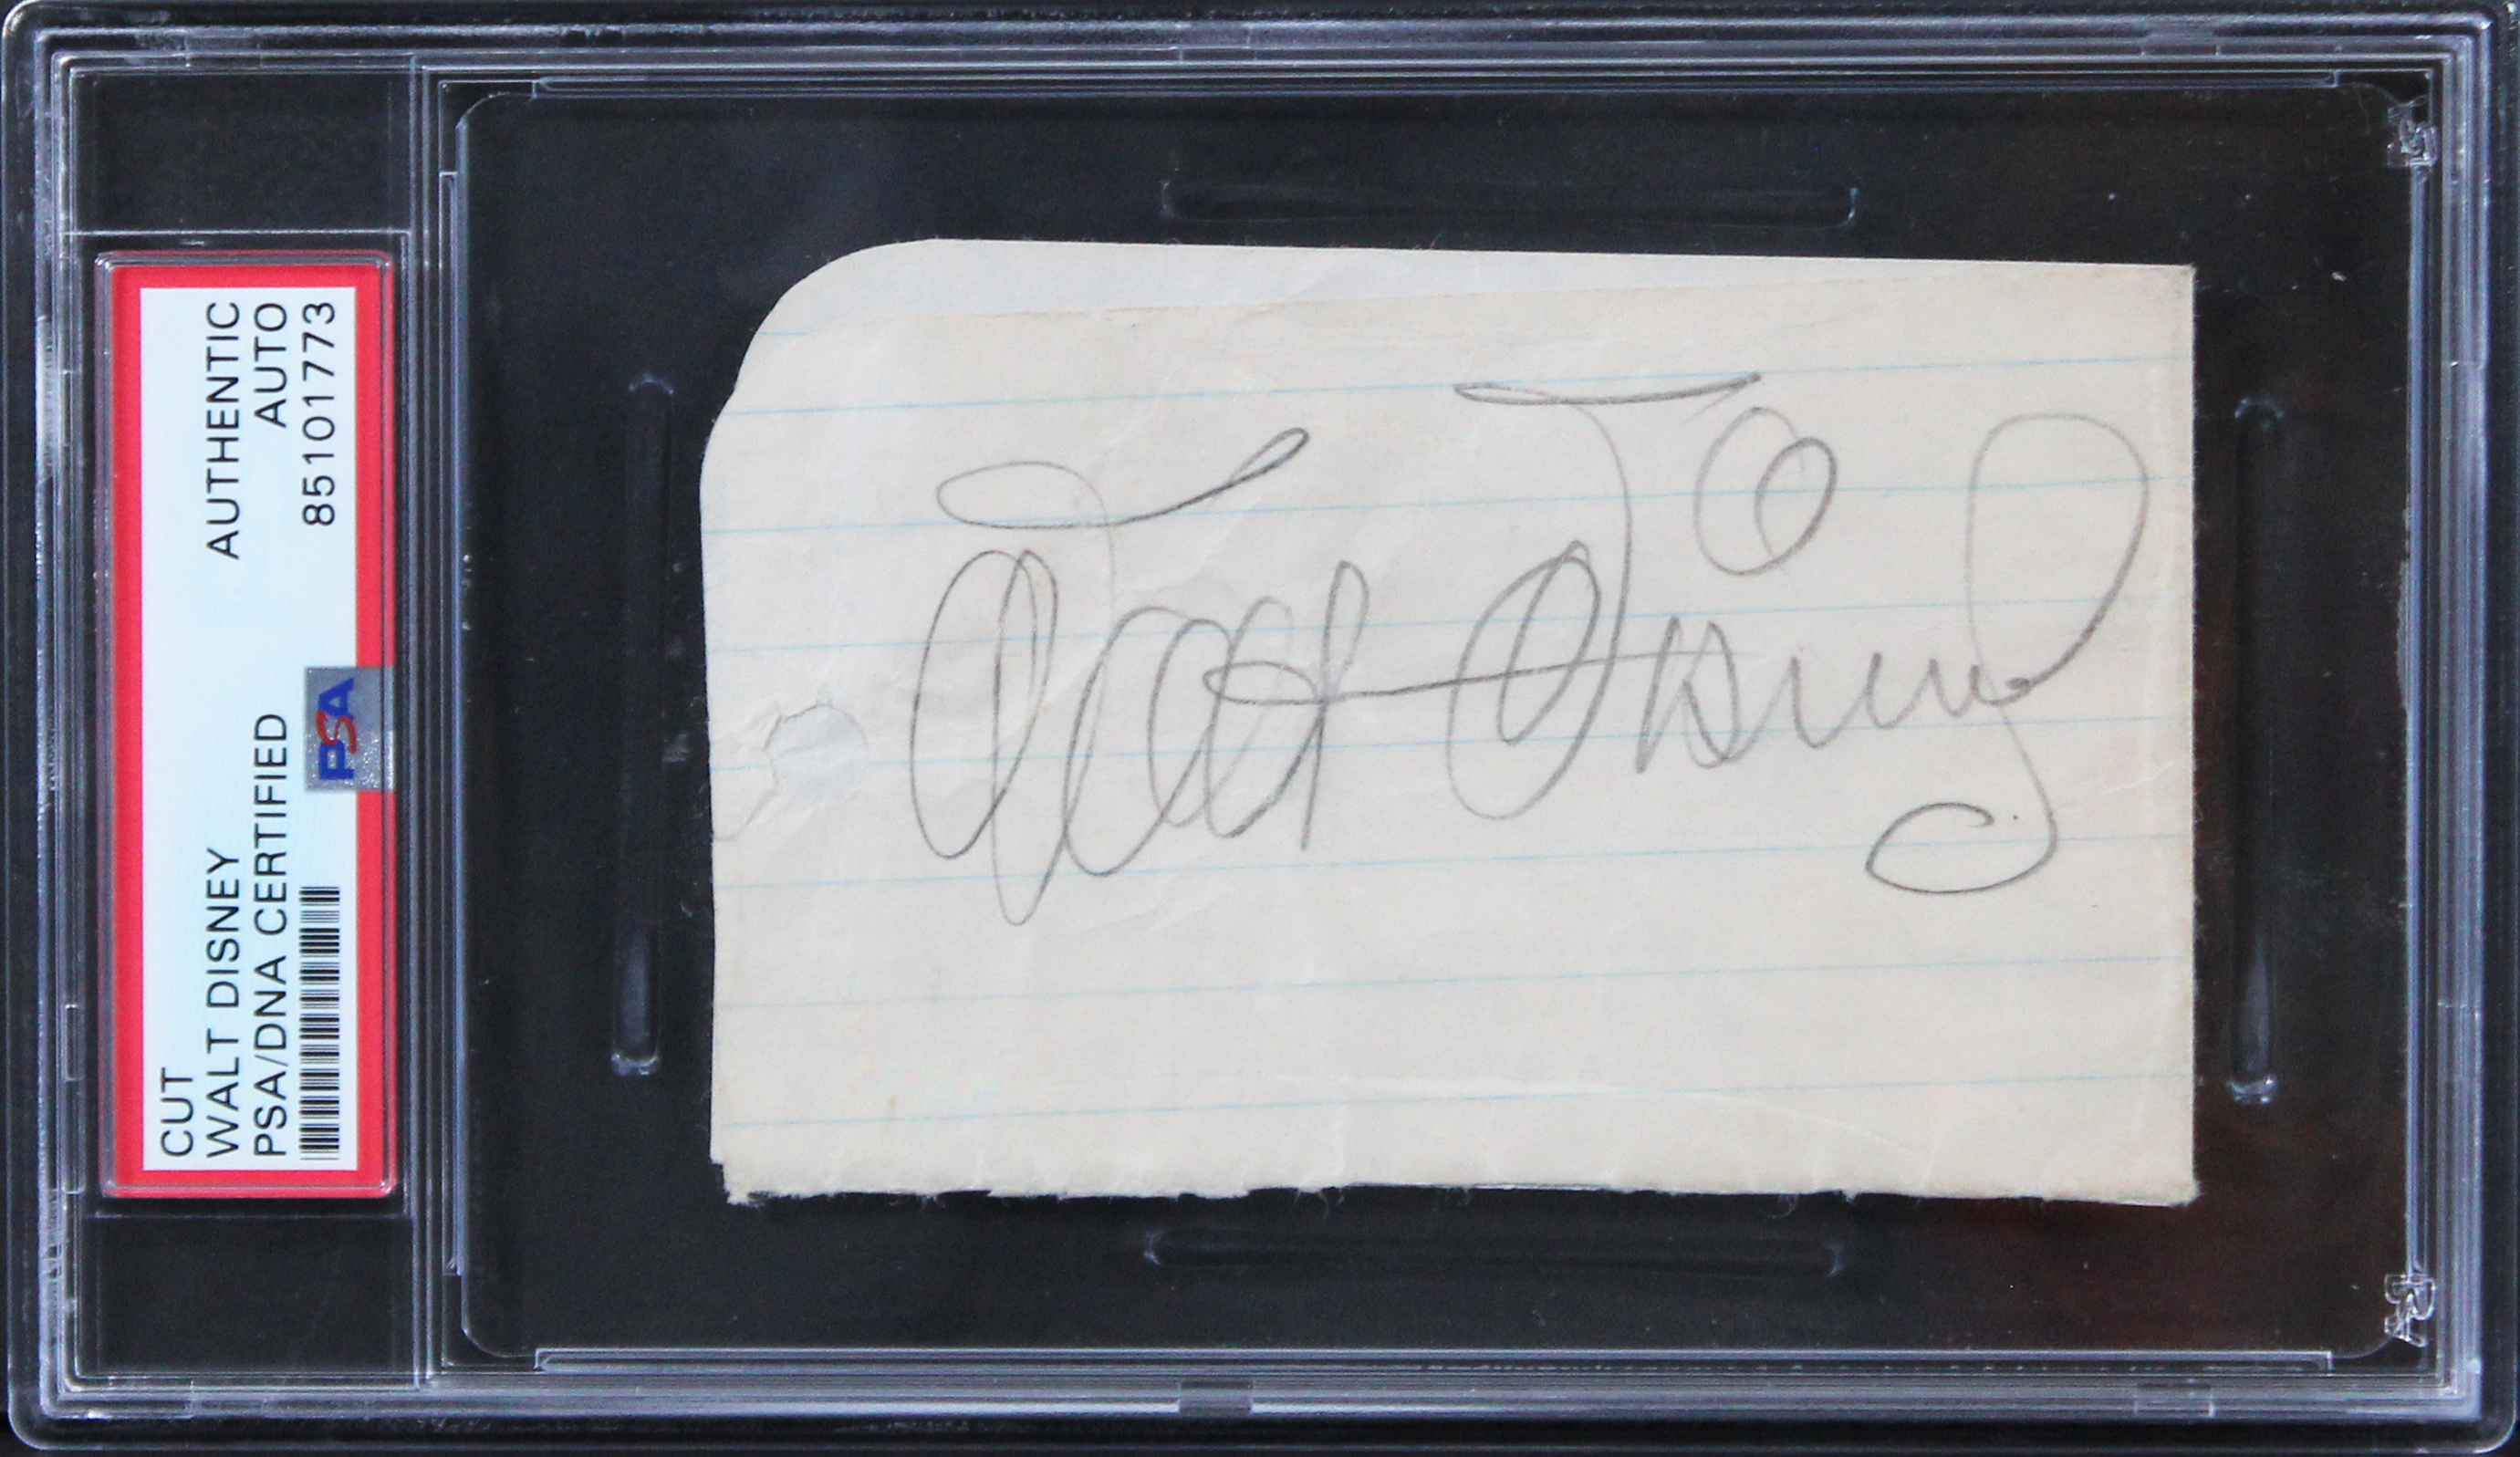 CUT
WALT DISNEY
AUTHENTIC
PSA/DNA CERTIFIED
AUTO
85101773
PSA
Walt Disney